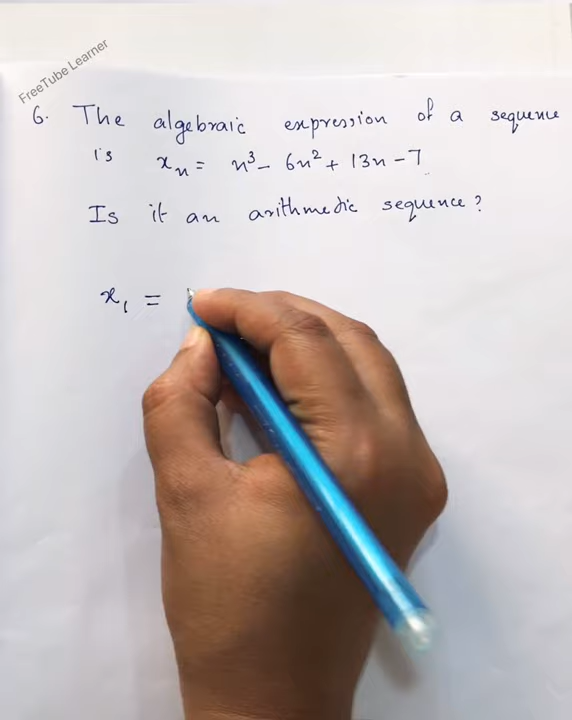 FreeTube Learner
6. The algebraic expression of a sequence
is xₙ = n³ - 6n² + 13n - 7
Is it an arithmedic sequence?
x₁ =